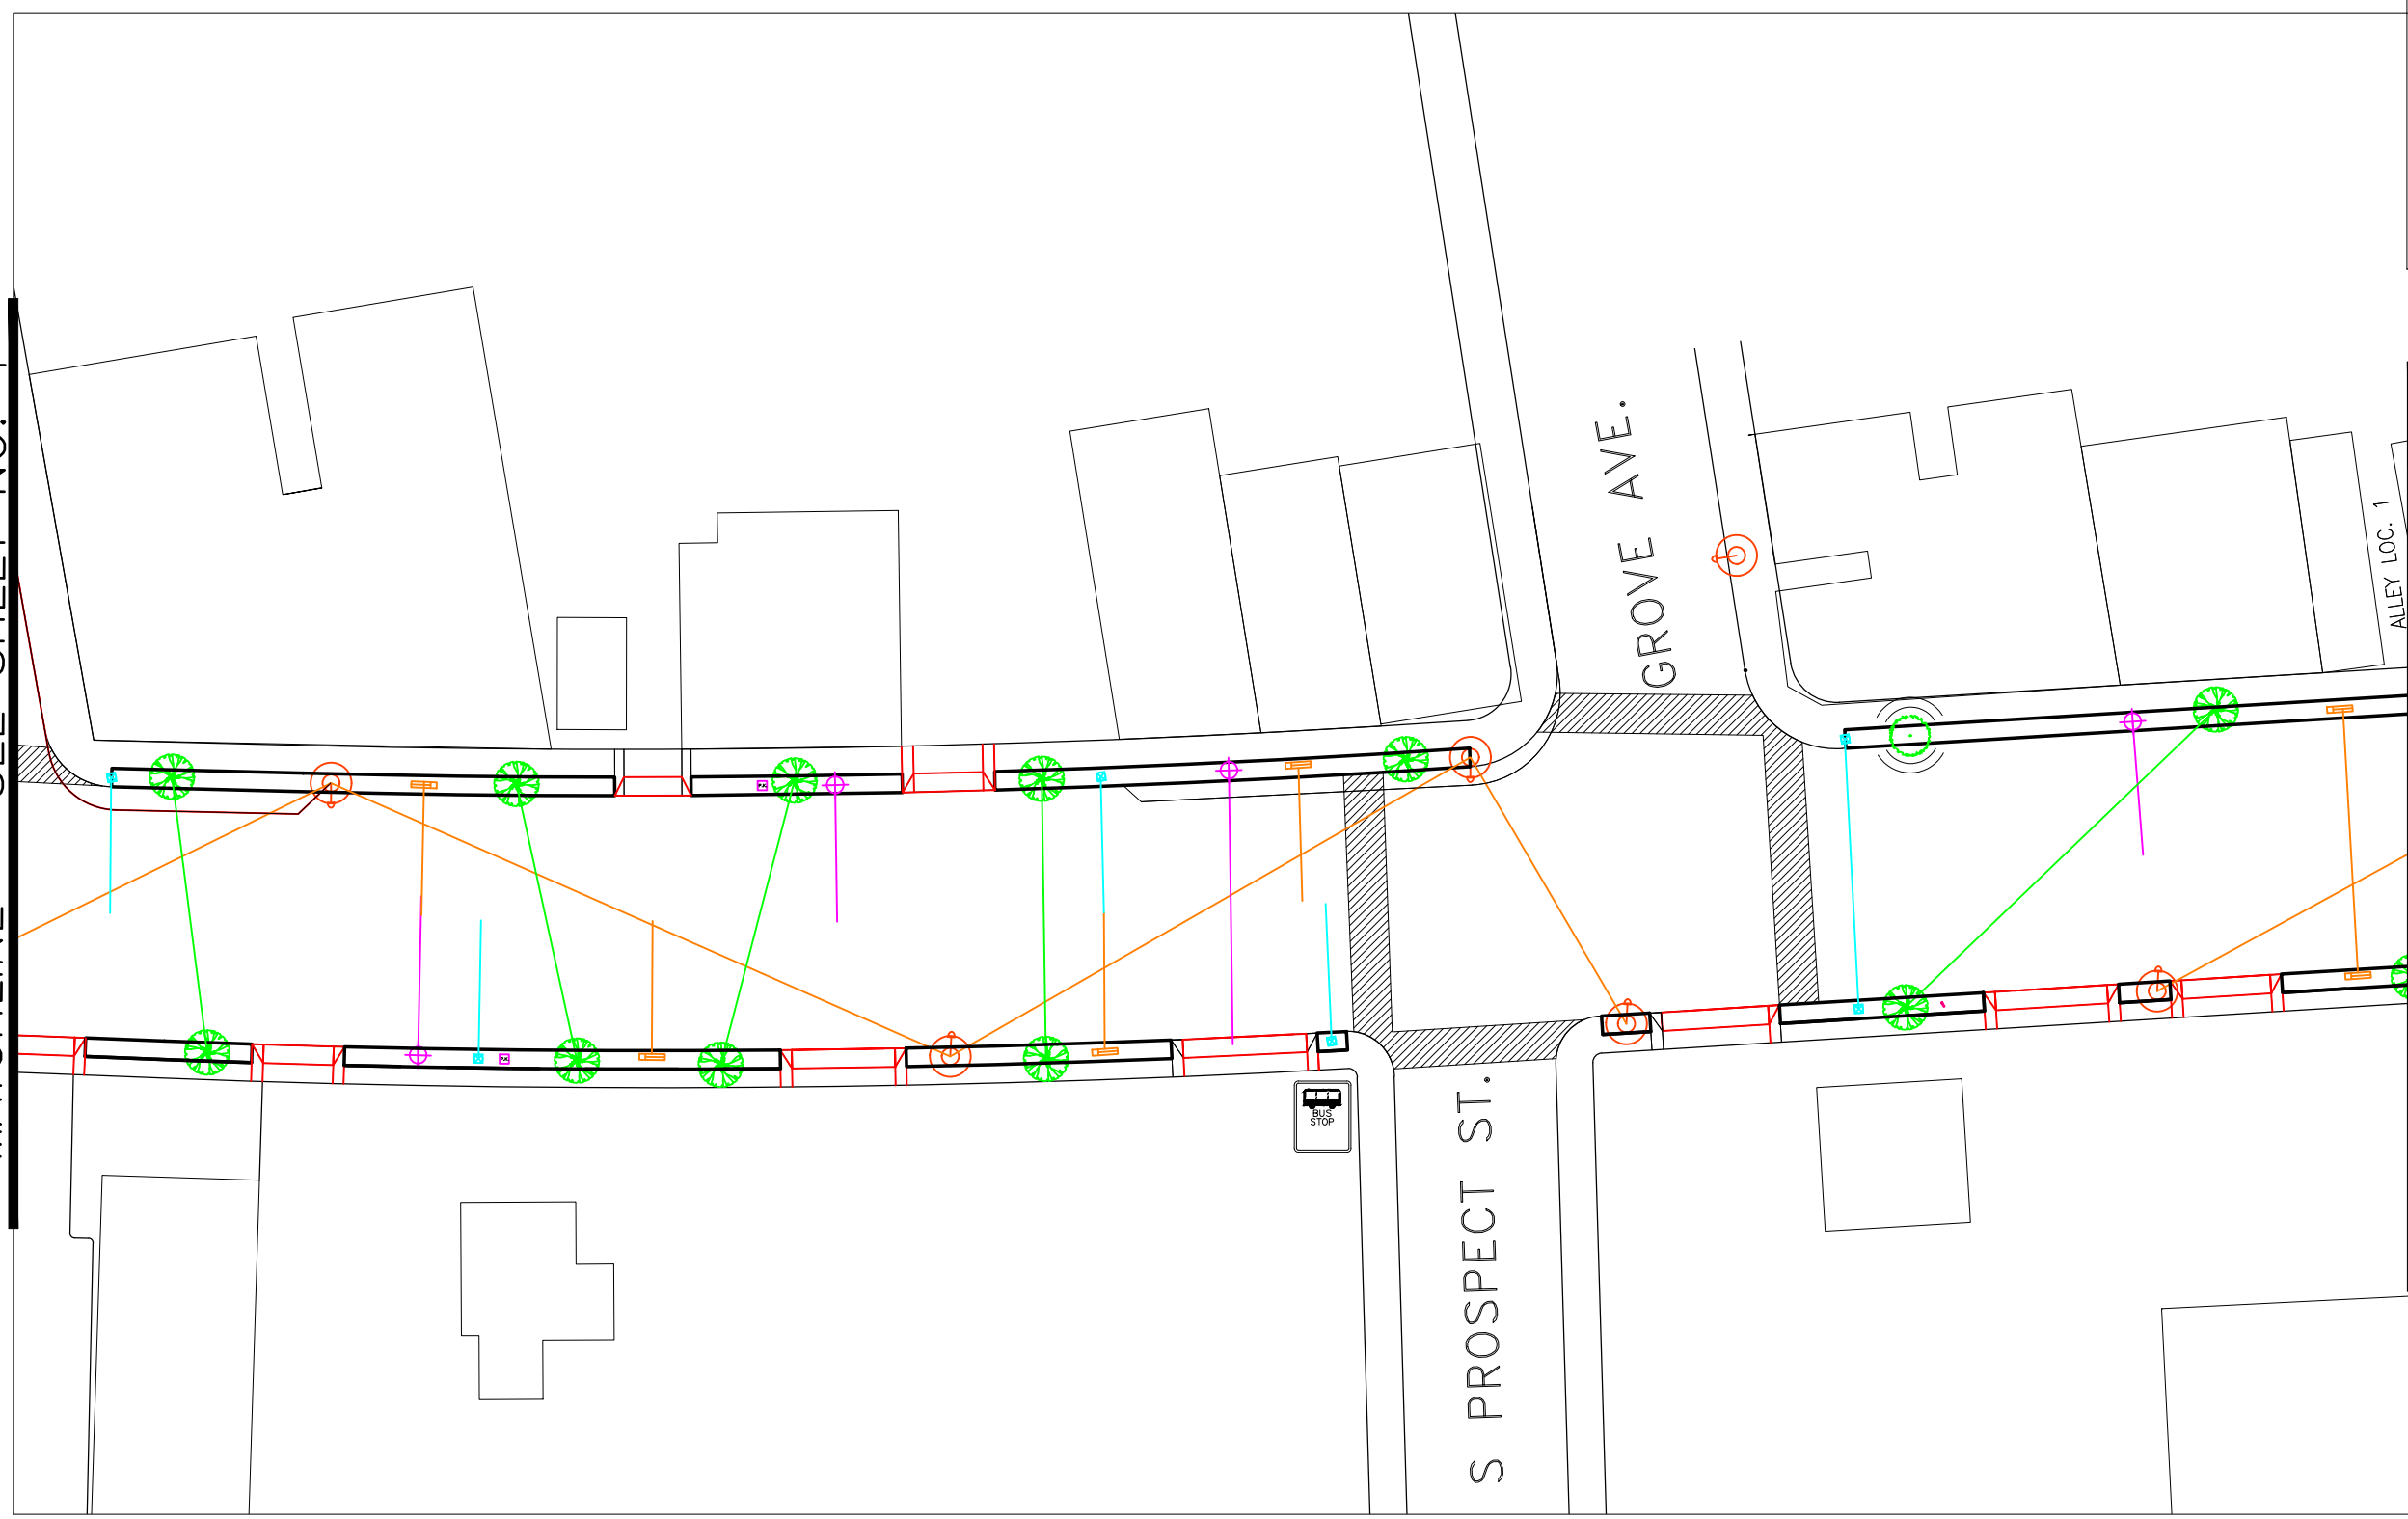 GROVE AVE.
ALLEY LOC. 1
BUS
STOP
S PROSPECT ST.